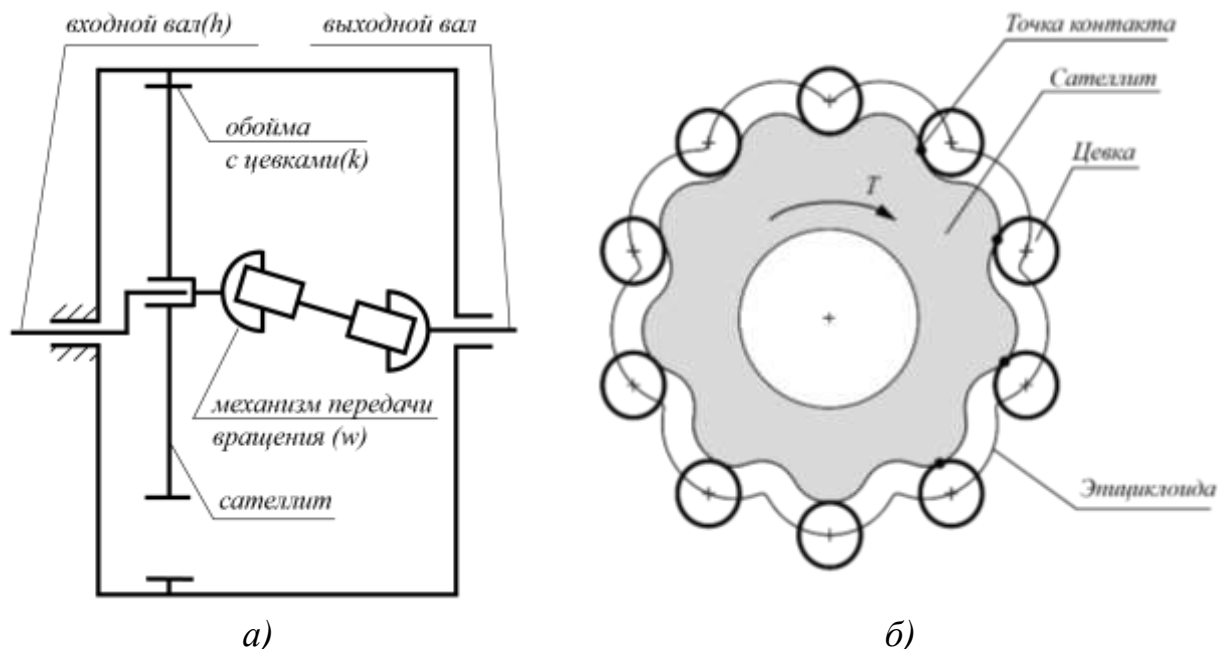 входной вал(h)
выходной вал
обойма
с цевками(k)
механизм передачи
вращения (w)
сателлит
а)
Точка контакта
Сателлит
Цевка
T
Эпициклоида
б)